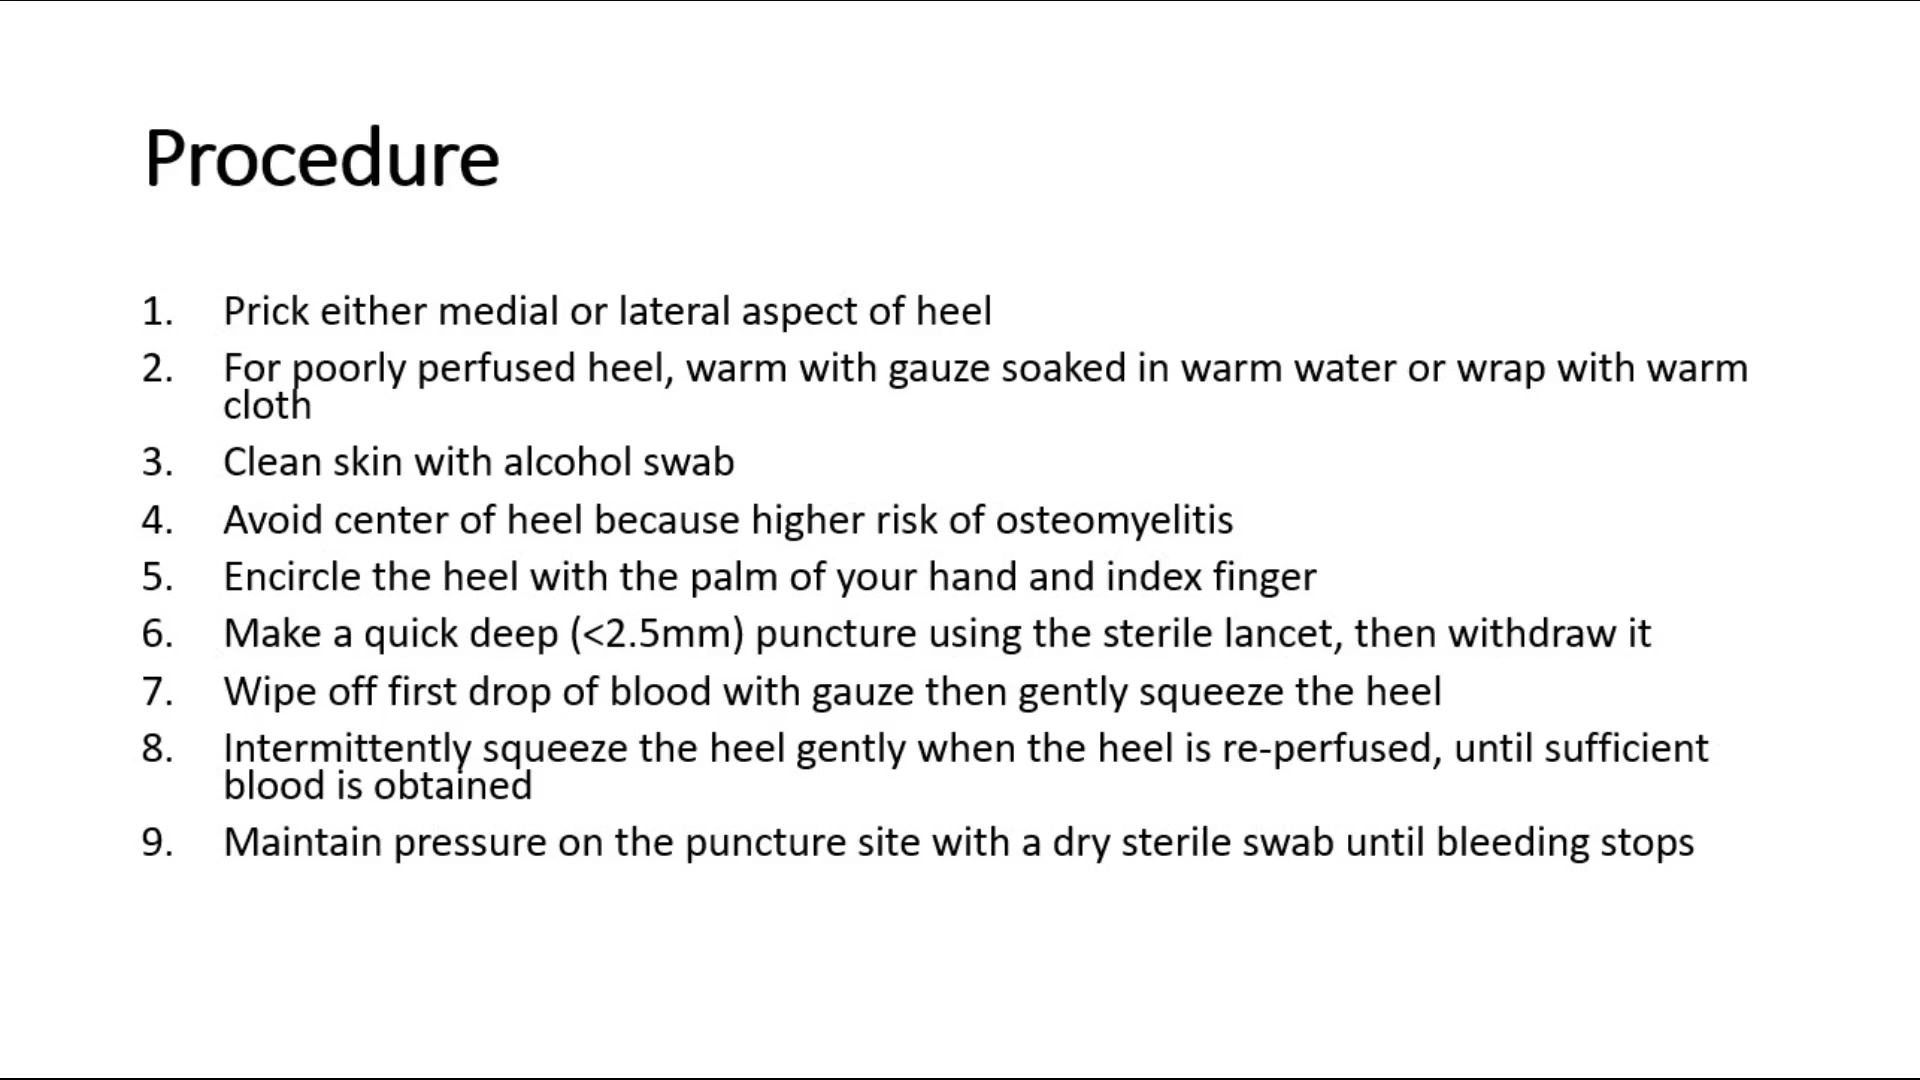 Procedure
1. Prick either medial or lateral aspect of heel
2. For poorly perfused heel, warm with gauze soaked in warm water or wrap with warm
cloth
3. Clean skin with alcohol swab
4. Avoid center of heel because higher risk of osteomyelitis
5. Encircle the heel with the palm of your hand and index finger
6. Make a quick deep (<2.5mm) puncture using the sterile lancet, then withdraw it
7. Wipe off first drop of blood with gauze then gently squeeze the heel
8. Intermittently squeeze the heel gently when the heel is re-perfused, until sufficient
blood is obtained
9. Maintain pressure on the puncture site with a dry sterile swab until bleeding stops